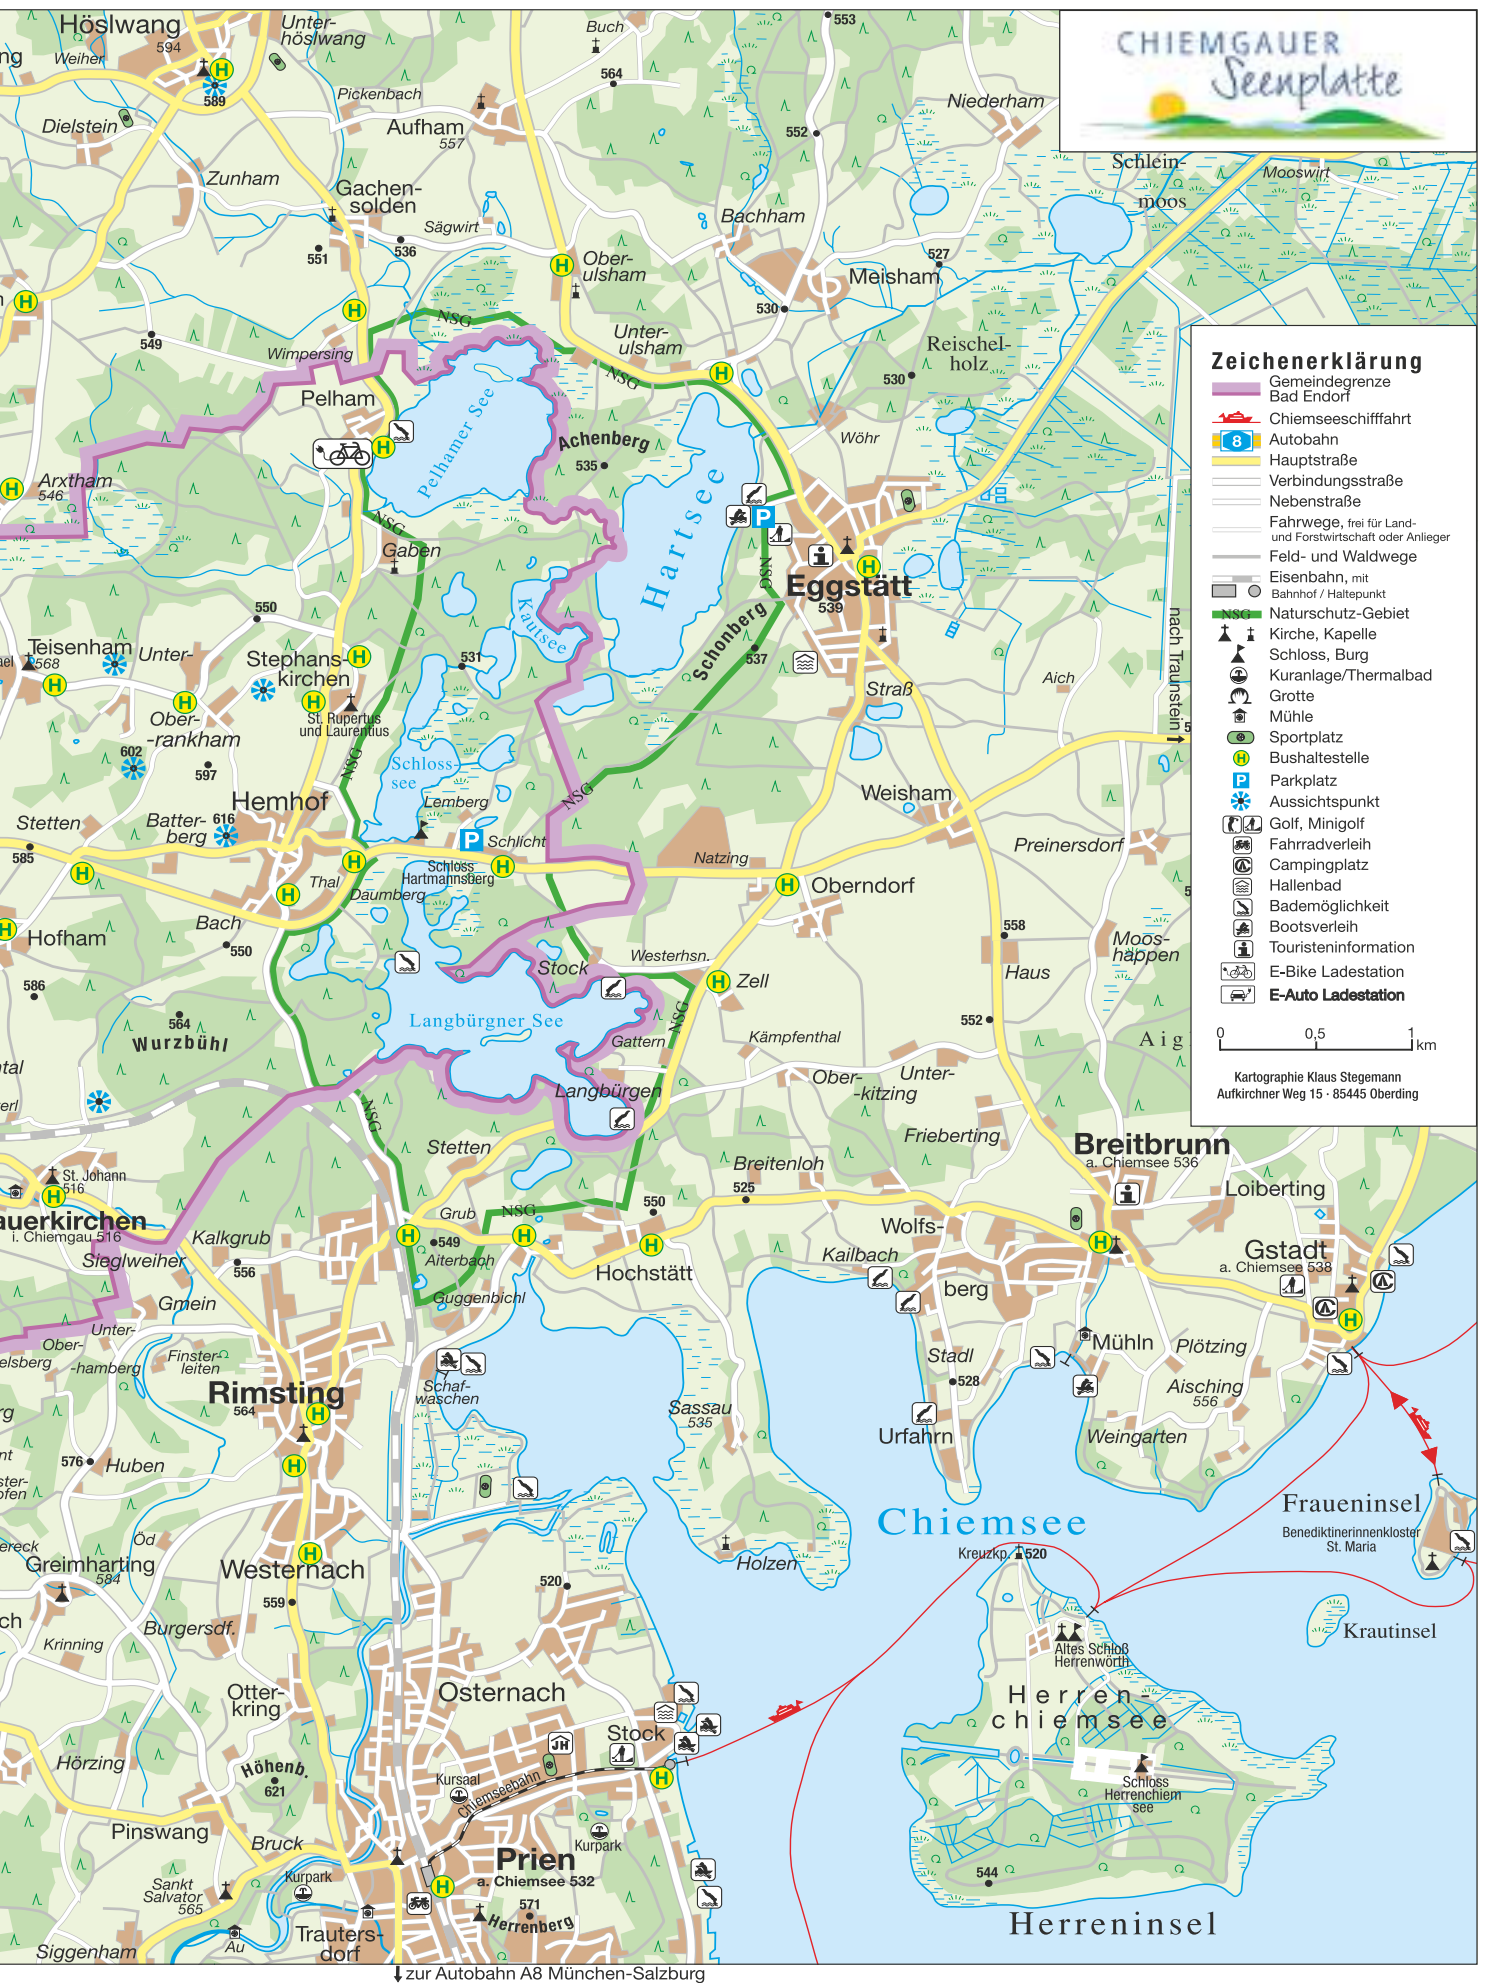 CHIEMGAUER
Seenplatte
Höslwang
594
Weiher
589
Unter-
höslwang
Buch
553
564
Pickenbach
Dielstein
Aufham
557
552
Niederham
Schlein-
moos
Mooswirt
Zunham
Gachen-
solden
Sägwirt
551
536
Bachham
Ober-
ulsham
527
Meisham
530
549
NSG
Wimpersing
Unter-
ulsham
NSG
Reischel-
holz
530
Pelham
Pelhamer See
Achenberg
535
Hartsee
Wöhr
Arxtham
546
NSG
Gaben
NSG
Eggstätt
539
550
Kautsee
Schonberg
537
nach Traunstein
Teisenham
568
Unter-
Stephans-
kirchen
531
St. Rupertus
und Laurentius
Ober-
-rankham
602
597
NSG
Schloss-
see
Straß
Aich
Hemhof
Lemberg
NSG
Weisham
Stetten
585
Batter-
berg
616
Schlicht
Schloss
Hartmannsberg
Natzing
Preinersdorf
Thal
Daumberg
Oberndorf
Bach
550
Hofham
558
Moos-
happen
Haus
Stock
Westerhsn.
Zell
586
564
Wurzbühl
Langbürgner See
NSG
552
Gattern
Kämpfenthal
Aig
Langbürgen
Ober-
-kitzing
Unter-
NSG
Stetten
Frieberting
Breitbrunn
a. Chiemsee 536
St. Johann
516
Breitenloh
525
550
Loiberting
auerkirchen
i. Chiemgau 516
Sieglweiher
Kalkgrub
556
Grub
NSG
549
Aiterbach
Guggenbichl
Hochstätt
Wolfs-
berg
Kailbach
Gstadt
a. Chiemsee 538
Gmein
Unter-
Ober-
-hamberg
elsberg
Finster-
leiten
Rimsting
564
Schaf-
waschen
Stadl
528
Mühln
Plötzing
Aisching
556
Sassau
535
Urfahrn
Weingarten
576
Huben
Chiemsee
Fraueninsel
Benediktinerinnenkloster
St. Maria
Kreuzkp.
520
Öd
Greimharting
584
Westernach
Holzen
520
559
Burgersdf.
Krinning
Krautinsel
Altes Schloß
Herrenwörth
Otter-
kring
Osternach
Stock
Herren-
chiemsee
Hörzing
Höhenb.
621
JH
Kursaal
Chiemseebahn
Schloss
Herrenchiem
see
Pinswang
Bruck
Kurpark
Prien
a. Chiemsee 532
571
Herrenberg
544
Herreninsel
Sankt
Salvator
565
Kurpark
Au
Trauters-
dorf
Siggenham
zur Autobahn A8 München-Salzburg
Zeichenerklärung
Gemeindegrenze
Bad Endorf
Chiemseeschifffahrt
8 Autobahn
Hauptstraße
Verbindungsstraße
Nebenstraße
Fahrwege, frei für Land-
und Forstwirtschaft oder Anlieger
Feld- und Waldwege
Eisenbahn, mit
Bahnhof / Haltepunkt
NSG Naturschutz-Gebiet
Kirche, Kapelle
Schloss, Burg
Kuranlage/Thermalbad
Grotte
Mühle
Sportplatz
H Bushaltestelle
P Parkplatz
Aussichtspunkt
Golf, Minigolf
Fahrradverleih
Campingplatz
Hallenbad
Bademöglichkeit
Bootsverleih
Touristeninformation
E-Bike Ladestation
E-Auto Ladestation
0 0,5 1 km
Kartographie Klaus Stegemann
Aufkirchner Weg 15 · 85445 Oberding